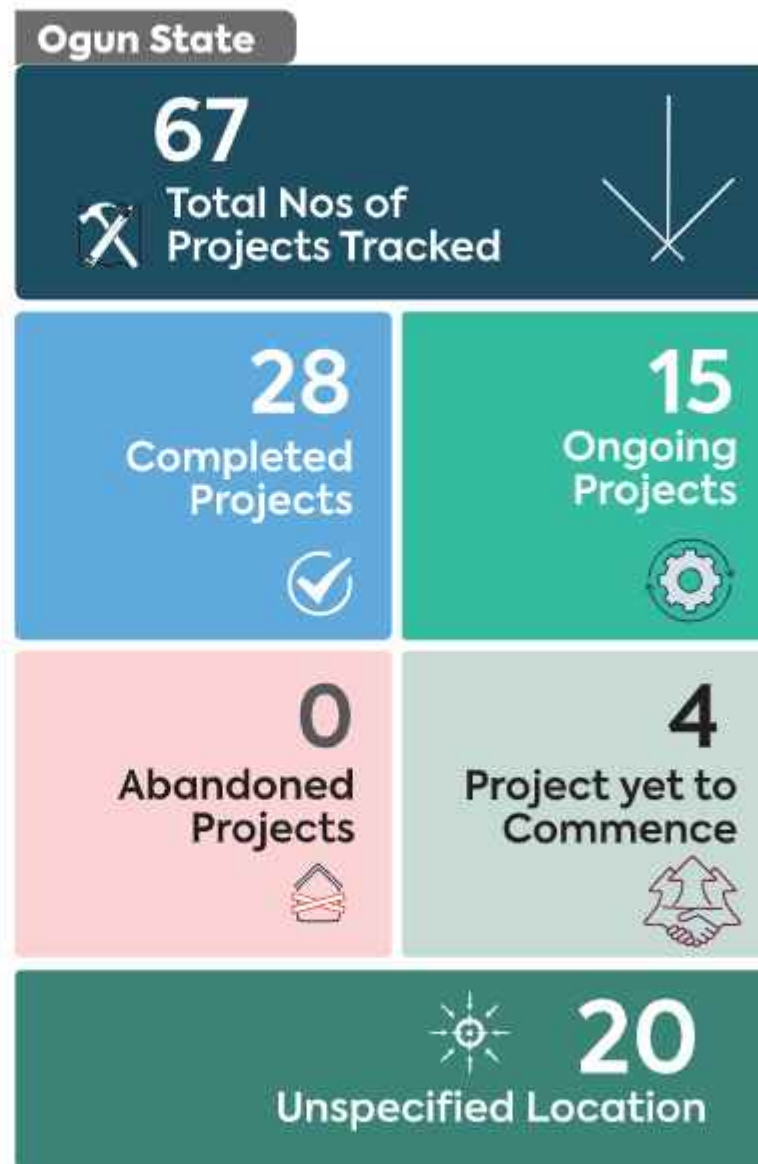 Ogun State
67
Total Nos of
Projects Tracked
28
Completed
Projects
15
Ongoing
Projects
0
Abandoned
Projects
4
Project yet to
Commence
20
Unspecified Location